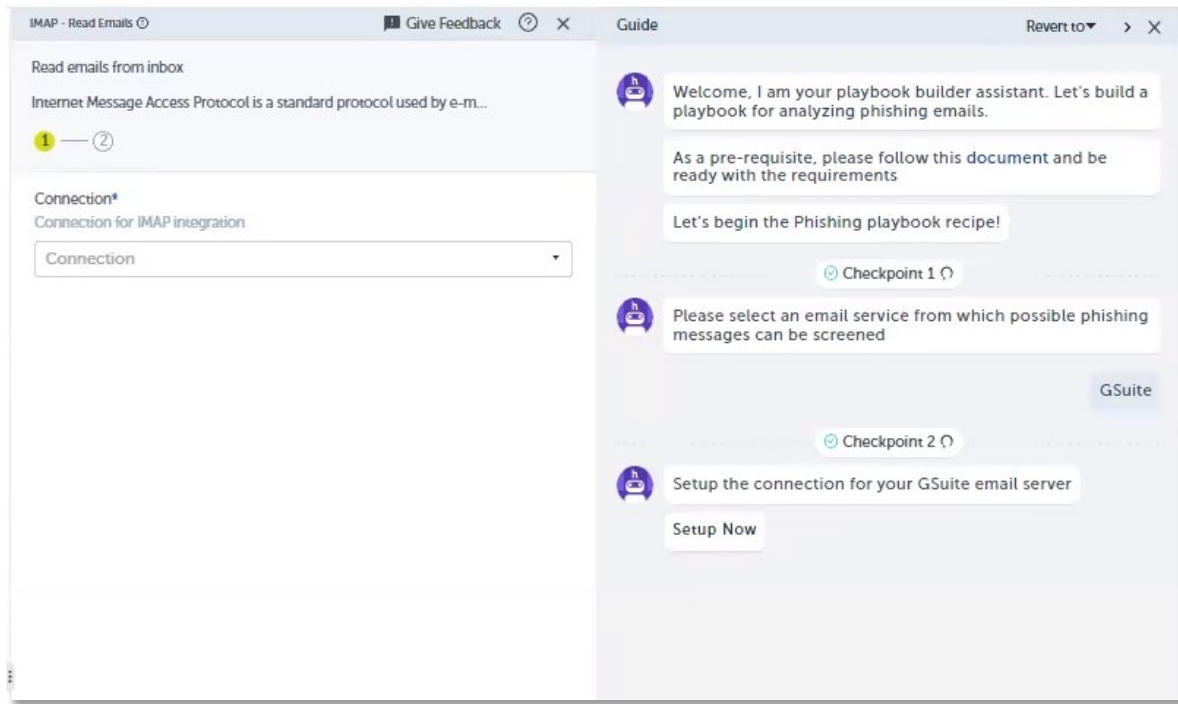 IMAP - Read Emails
Give Feedback
Read emails from inbox
Internet Message Access Protocol is a standard protocol used by e-m...
1
2
Connection*
Connection for IMAP integration
Connection
Guide
Revert to
h
Welcome, I am your playbook builder assistant. Let's build a
playbook for analyzing phishing emails.
As a pre-requisite, please follow this document and be
ready with the requirements
Let's begin the Phishing playbook recipe!
Checkpoint 1
h
Please select an email service from which possible phishing
messages can be screened
GSuite
Checkpoint 2
h
Setup the connection for your GSuite email server
Setup Now